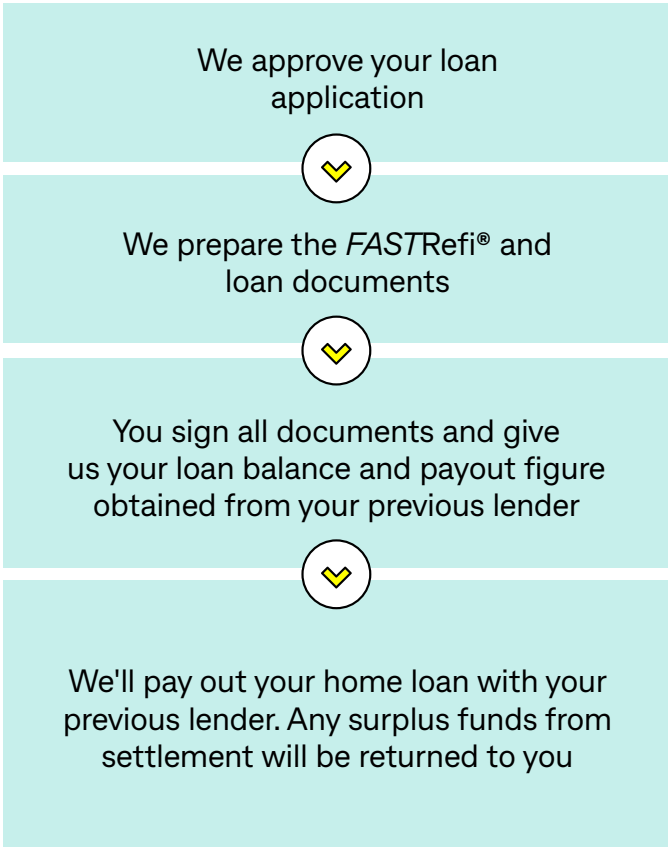 We approve your loan
application
We prepare the FASTRefi® and
loan documents
You sign all documents and give
us your loan balance and payout figure
obtained from your previous lender
We'll pay out your home loan with your
previous lender. Any surplus funds from
settlement will be returned to you